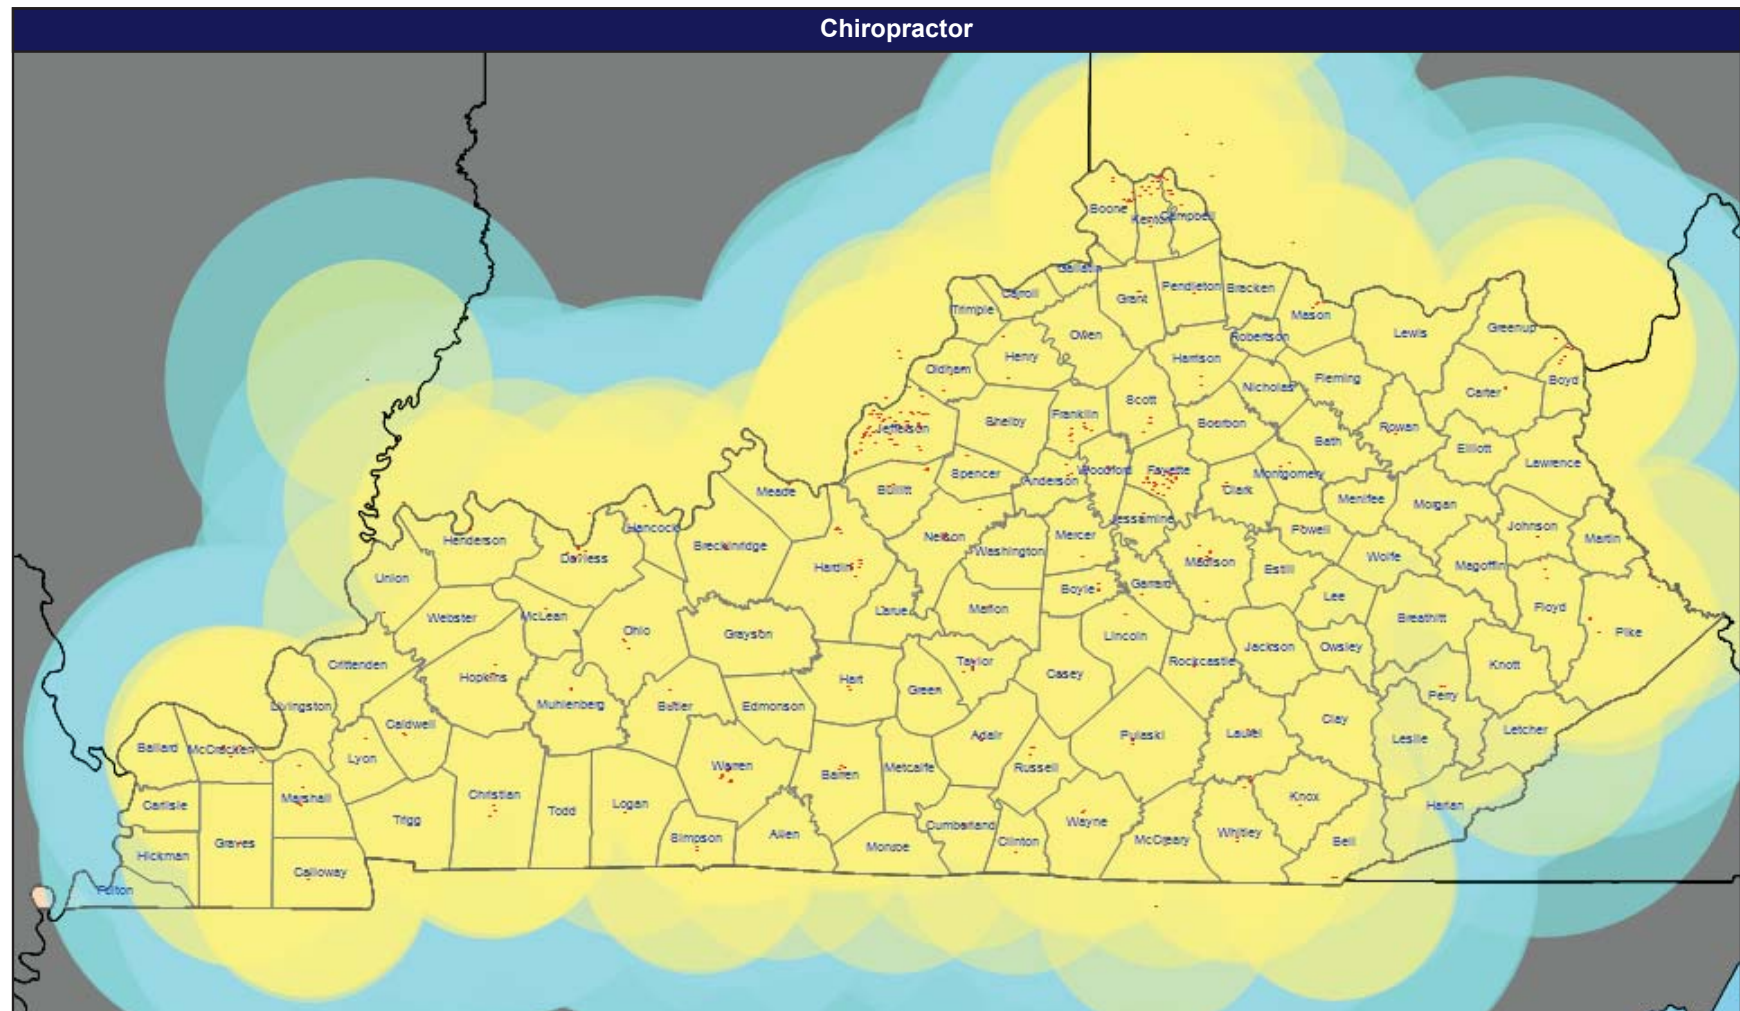 Chiropractor
Boone
Kenton
Campbell
Gallatin
Carroll
Grant
Pendleton
Bracken
Trimple
Owen
Mason
Robertson
Lewis
Greenup
Henry
Harrison
Oldham
Nicholas
Fleming
Carter
Boyd
Scott
Franklin
Shelby
Bourbon
Jefferson
Rowan
Bath
Elliott
Lawrence
Woodford
Fayette
Montgomery
Spencer
Anderson
Clark
Bullitt
Meade
Menifee
Morgan
Jessamine
Johnson
Hancock
Powell
Mercer
Nelson
Martin
Henderson
Breckinridge
Washington
Daviess
Wolfe
Madison
Magoffin
Hardin
Estill
Union
Garrard
Boyle
Lee
Larue
Marion
Floyd
Webster
McLean
Breathitt
Ohio
Grayson
Lincoln
Pike
Jackson
Owsley
Crittenden
Taylor
Rockcastle
Knott
Casey
Hopkins
Hart
Green
Perry
Livingston
Muhlenberg
Butler
Edmonson
Clay
Caldwell
Letcher
Laurel
Adair
Pulaski
Leslie
Ballard
McCracken
Lyon
Warren
Barren
Metcalfe
Russell
Christian
Knox
Marshall
Carlisle
Logan
Harlan
Todd
Trigg
Wayne
Cumberland
Whitley
Allen
Simpson
McCreary
Clinton
Bell
Graves
Monroe
Hickman
Calloway
Fulton